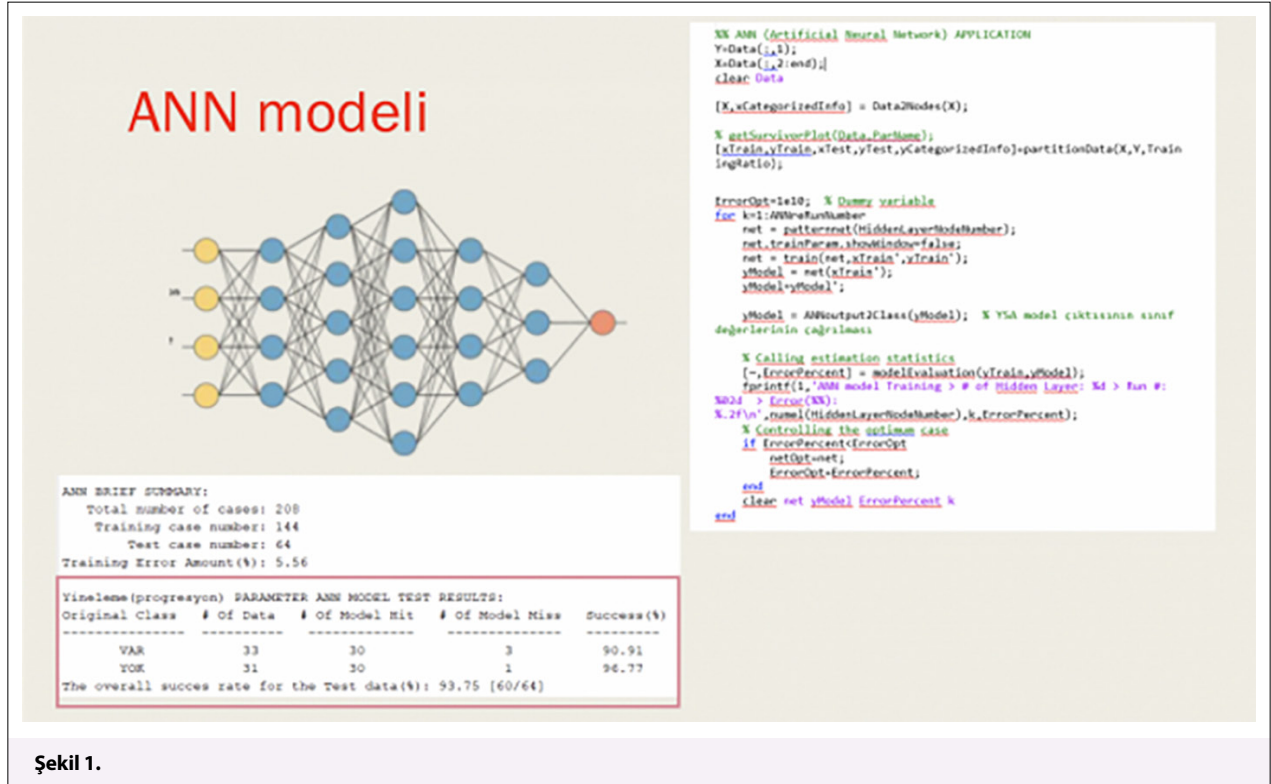 ANN modeli
ANN BRIEF SUMMARY:
Total number of cases: 208
Training case number: 144
Test case number: 64
Training Error Amount(%): 5.56
Yineleme(progresyon) PARAMETER ANN MODEL TEST RESULTS:
Original Class # Of Data # Of Model Hit # Of Model Miss Success(%)
--------------- ---------- ------------- -------------- ---------
VAR 33 30 3 90.91
YOK 31 30 1 96.77
The overall succes rate for the Test data(%): 93.75 [60/64]
%% ANN (Artificial Neural Network) APPLICATION
Y=Data(:,1);
X=Data(:,2:end);
clear Data
[X,xCategorizedInfo] = Data2Nodes(X);
% getSurvivorPlot(Data,ParName);
[xTrain,yTrain,xTest,yTest,yCategorizedInfo]=partitionData(X,Y,Train
ingRatio);
ErrorOpt=1e10; % Dummy variable
for k=1:ANNreRunNumber
net = patternnet(HiddenLayerNodeNumber);
net.trainParam.showWindow=false;
net = train(net,xTrain',yTrain');
yModel = net(xTrain');
yModel=yModel';
yModel = ANNoutput2Class(yModel); % YSA model çıktısının sınıf
değerlerinin çağrılması
% Calling estimation statistics
[~,ErrorPercent] = modelEvaluation(yTrain,yModel);
fprintf(1,'ANN model Training > # of Hidden Layer: %d > Run #:
%02d > Error(%%):
%.2f\n',numel(HiddenLayerNodeNumber),k,ErrorPercent);
% Controlling the optimum case
if ErrorPercent<ErrorOpt
netOpt=net;
ErrorOpt=ErrorPercent;
end
clear net yModel ErrorPercent k
end
Şekil 1.